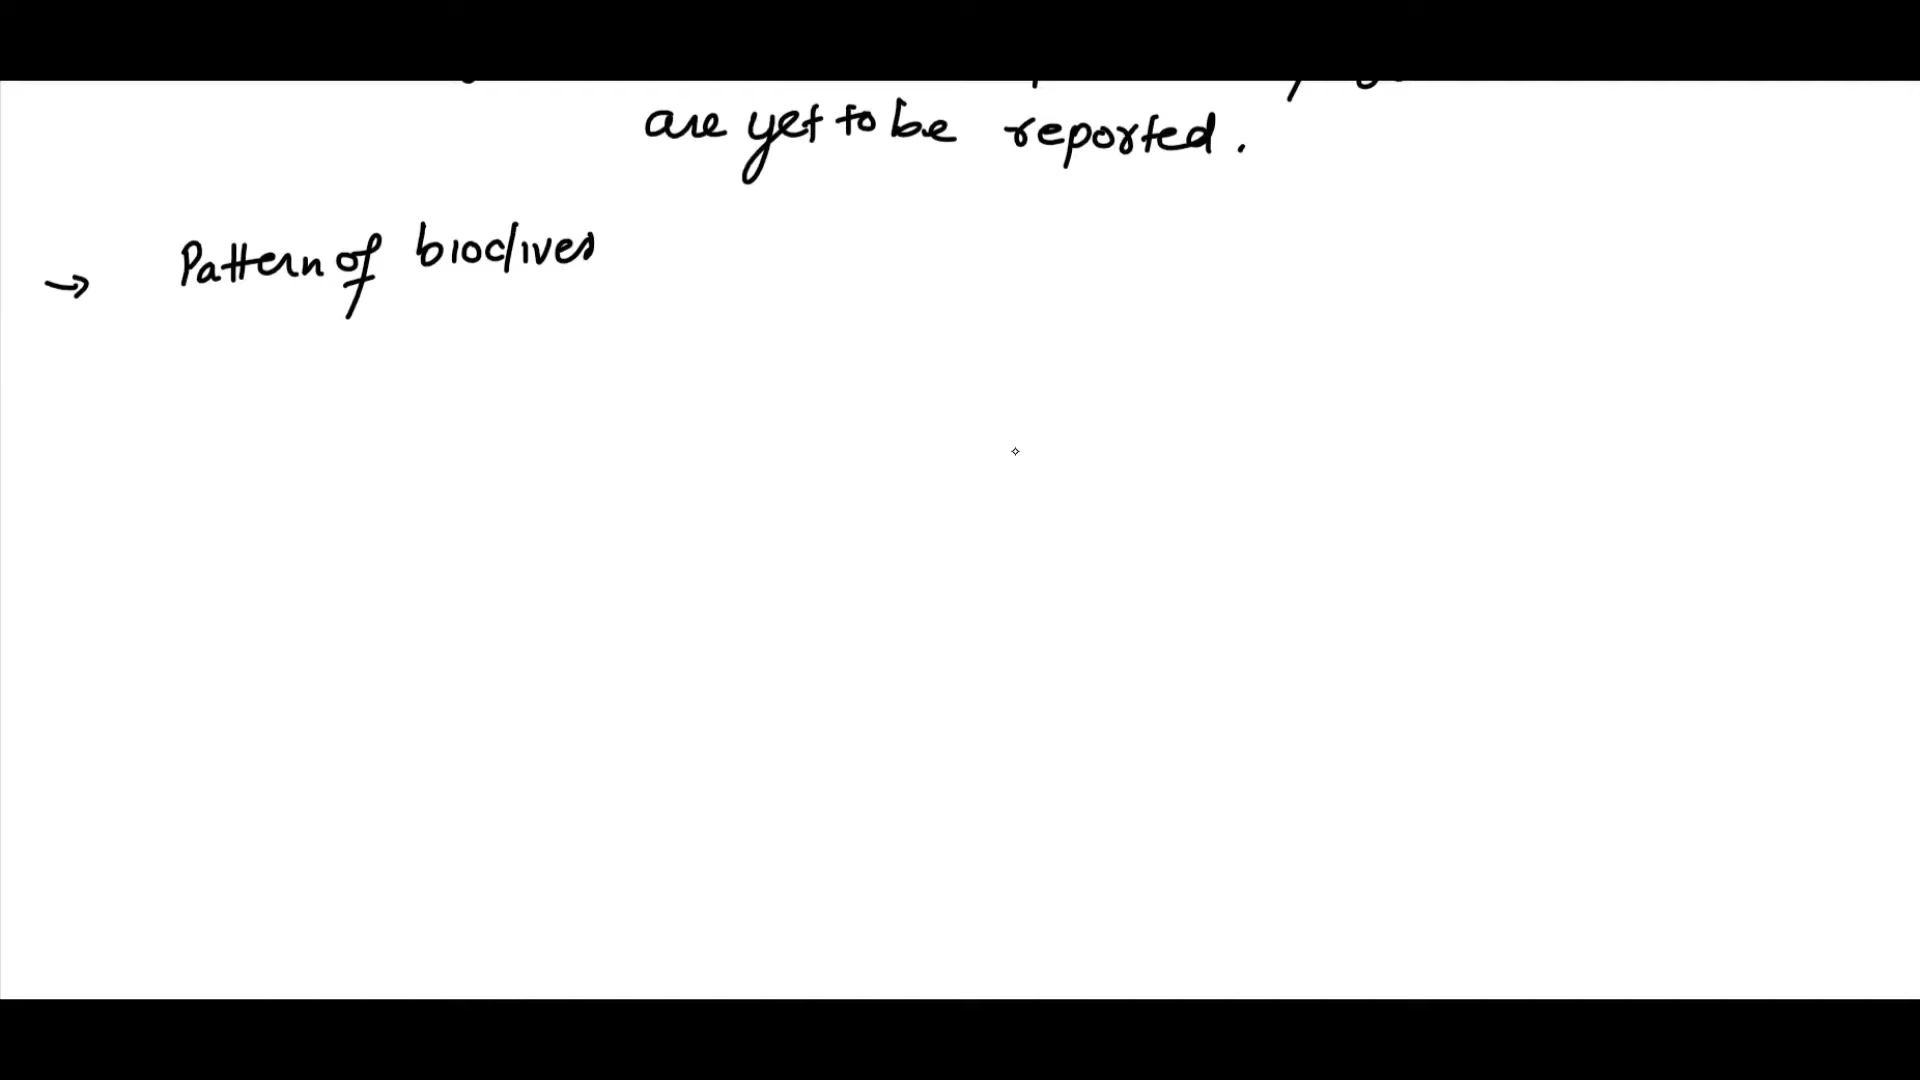 are yet to be reported.
→ Pattern of biodives